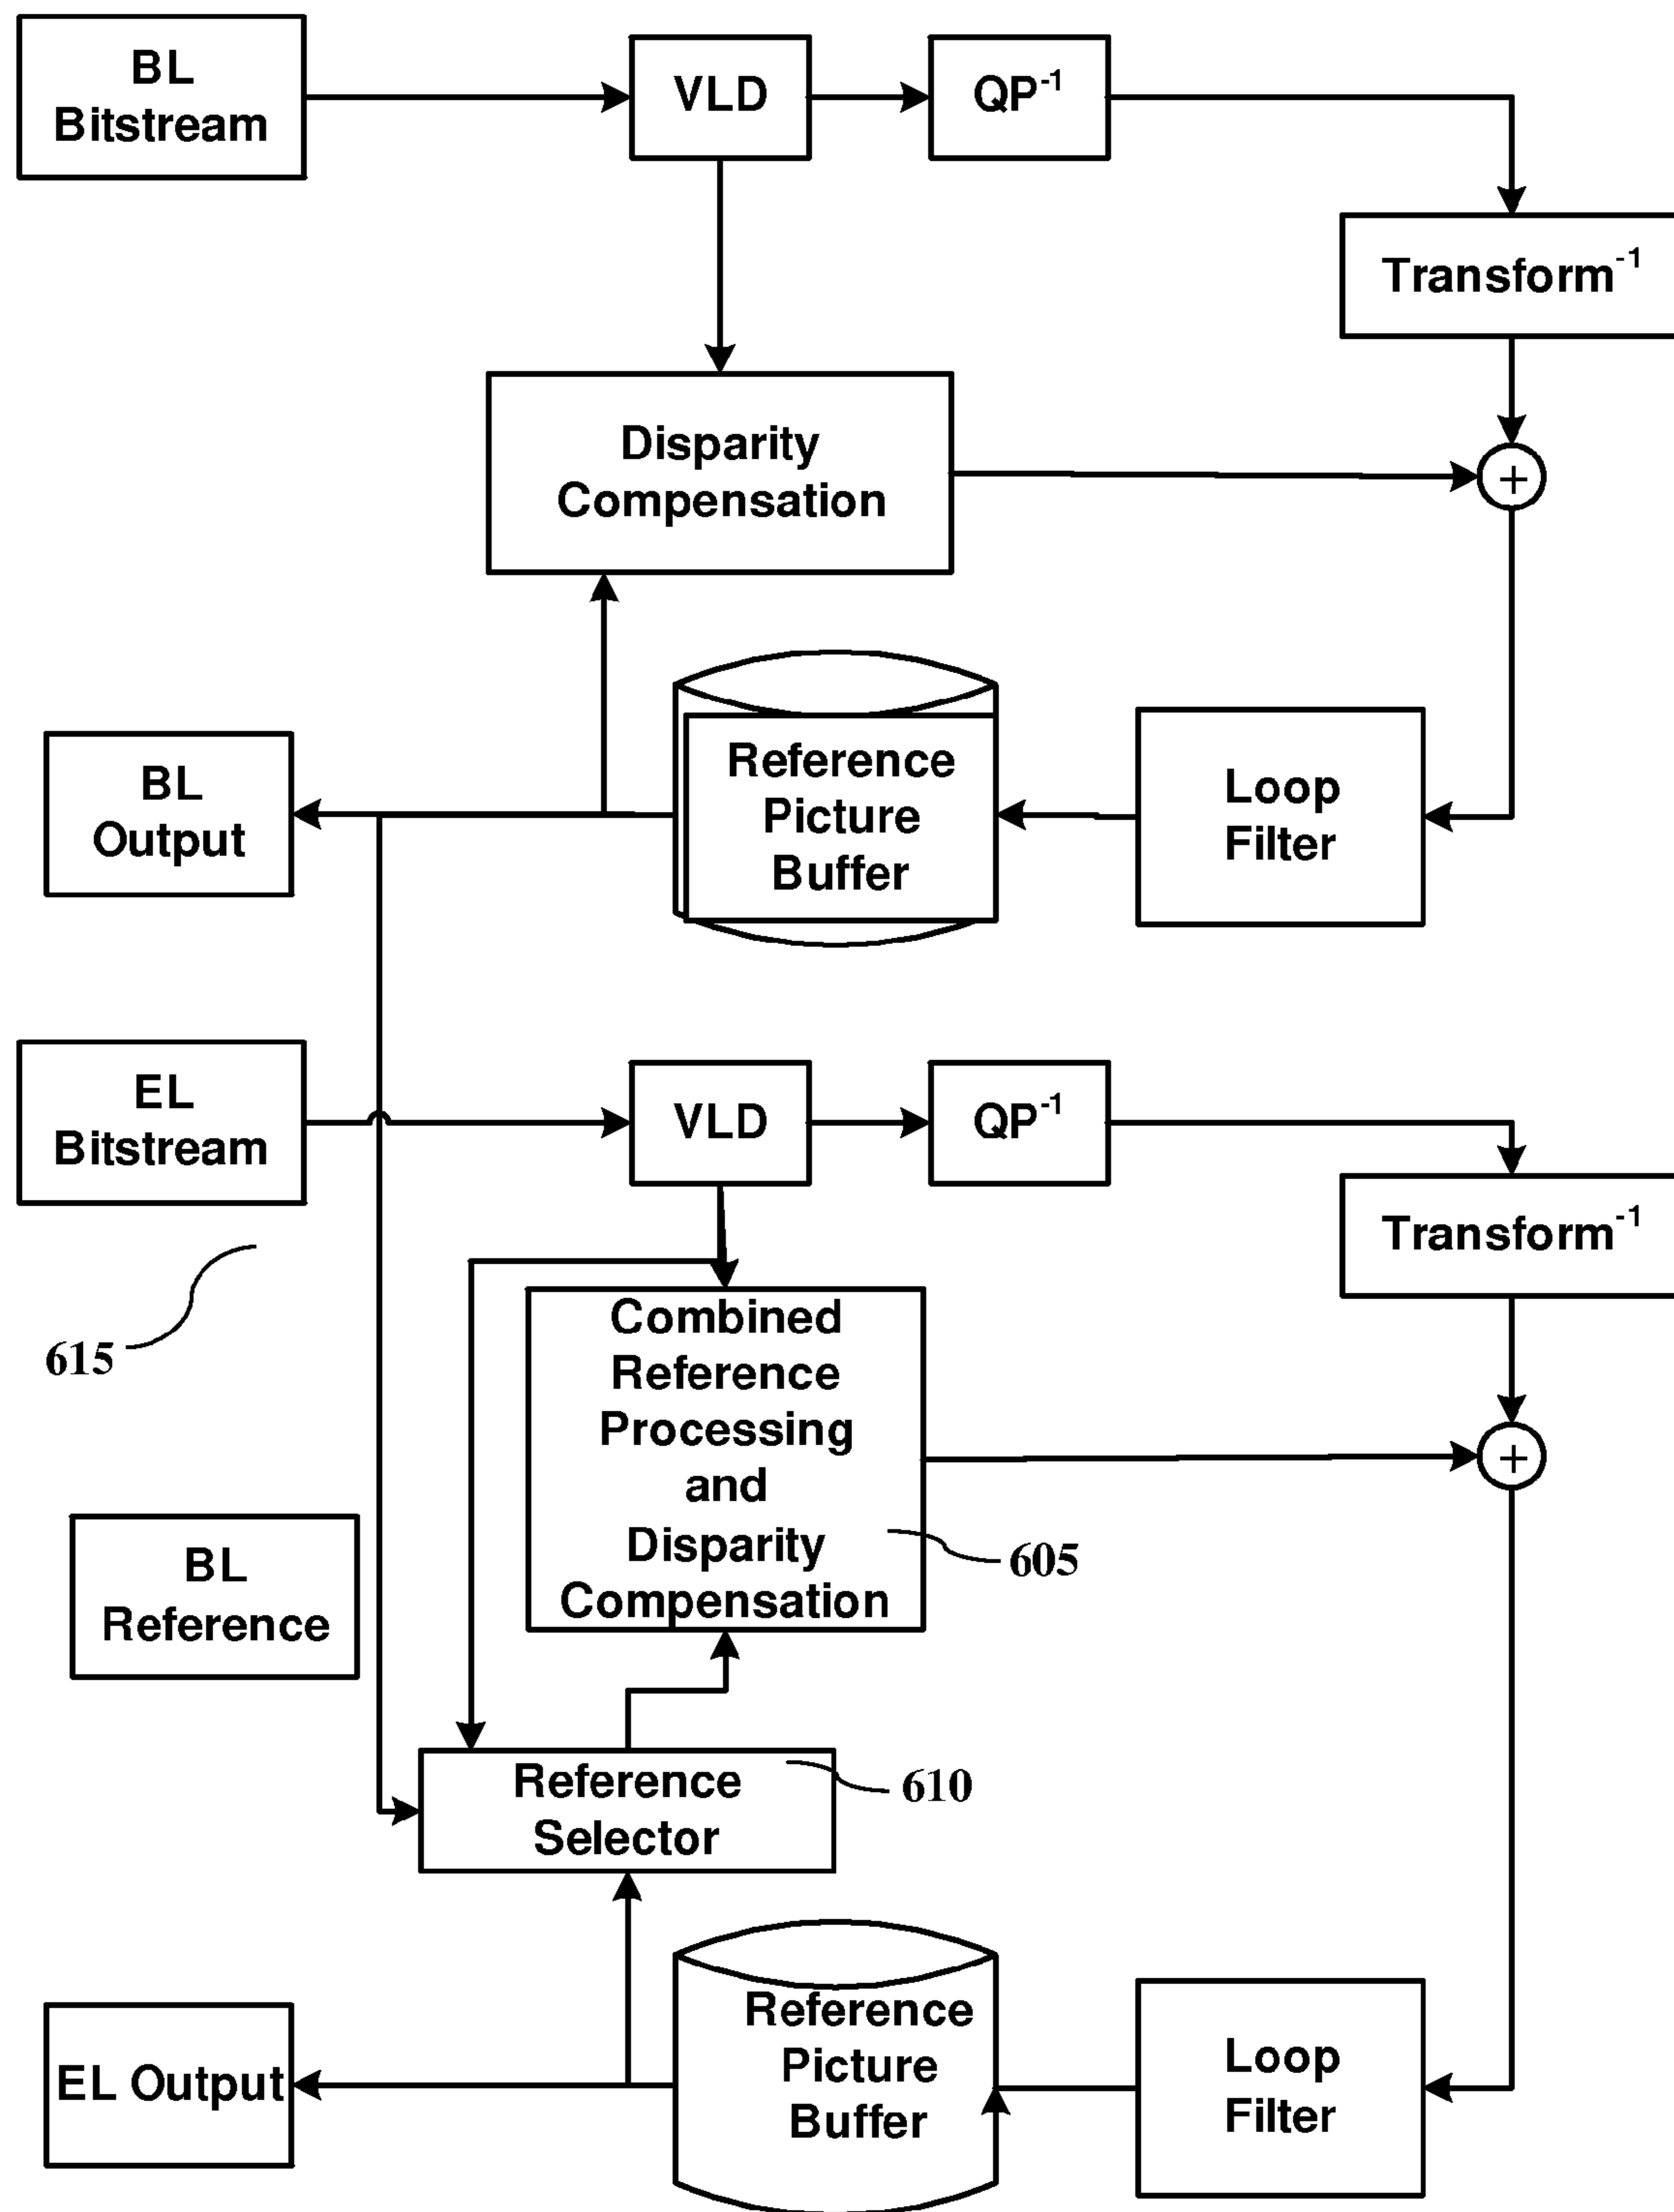 BL
Bitstream
VLD
QP⁻¹
Transform⁻¹
Disparity
Compensation
+
BL
Output
Reference
Picture
Buffer
Loop
Filter
EL
Bitstream
VLD
QP⁻¹
Transform⁻¹
615
Combined
Reference
Processing
and
Disparity
Compensation
605
+
BL
Reference
Reference
Selector
610
EL Output
Reference
Picture
Buffer
Loop
Filter